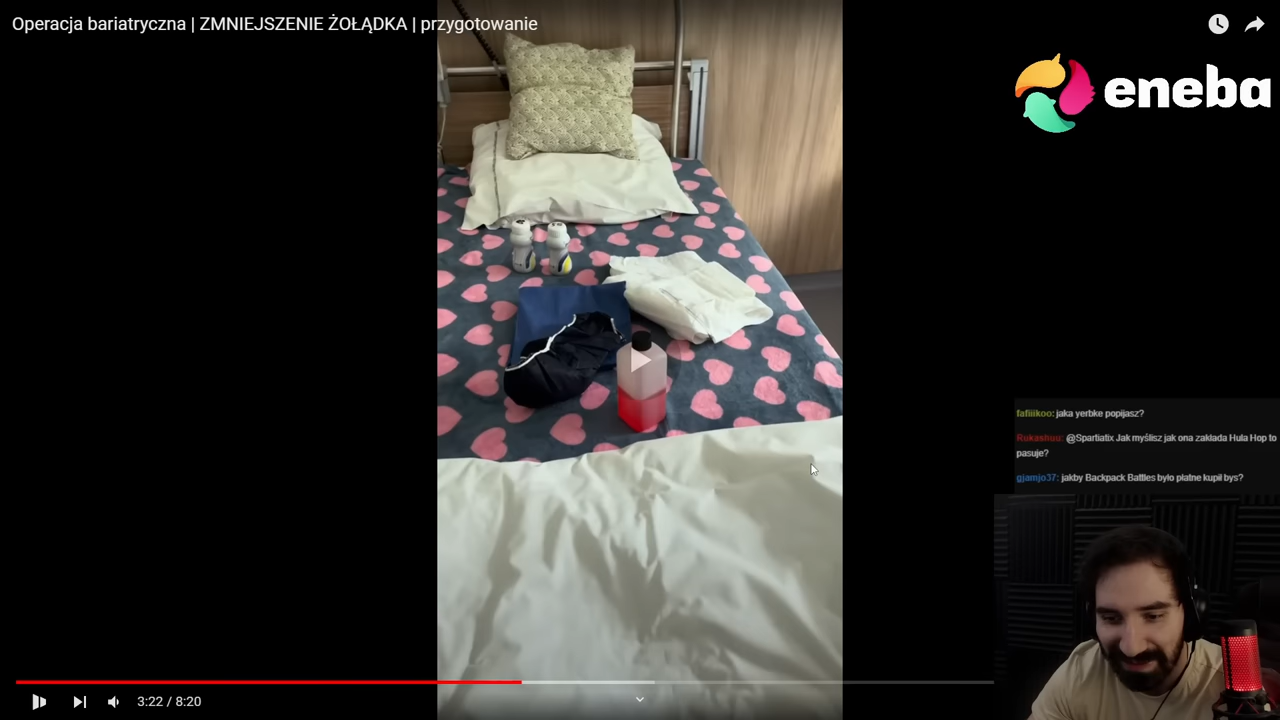 Operacja bariatryczna | ZMNIEJSZENIE ŻOŁĄDKA | przygotowanie
eneba
fafiiikoo: jaka yerbke popijasz?
Rukashuu: @Spartiatix Jak myślisz jak ona zakłada Hula Hop to
pasuje?
gjamjo37: jakby Backpack Battles było płatne kupił bys?
3:22 / 8:20